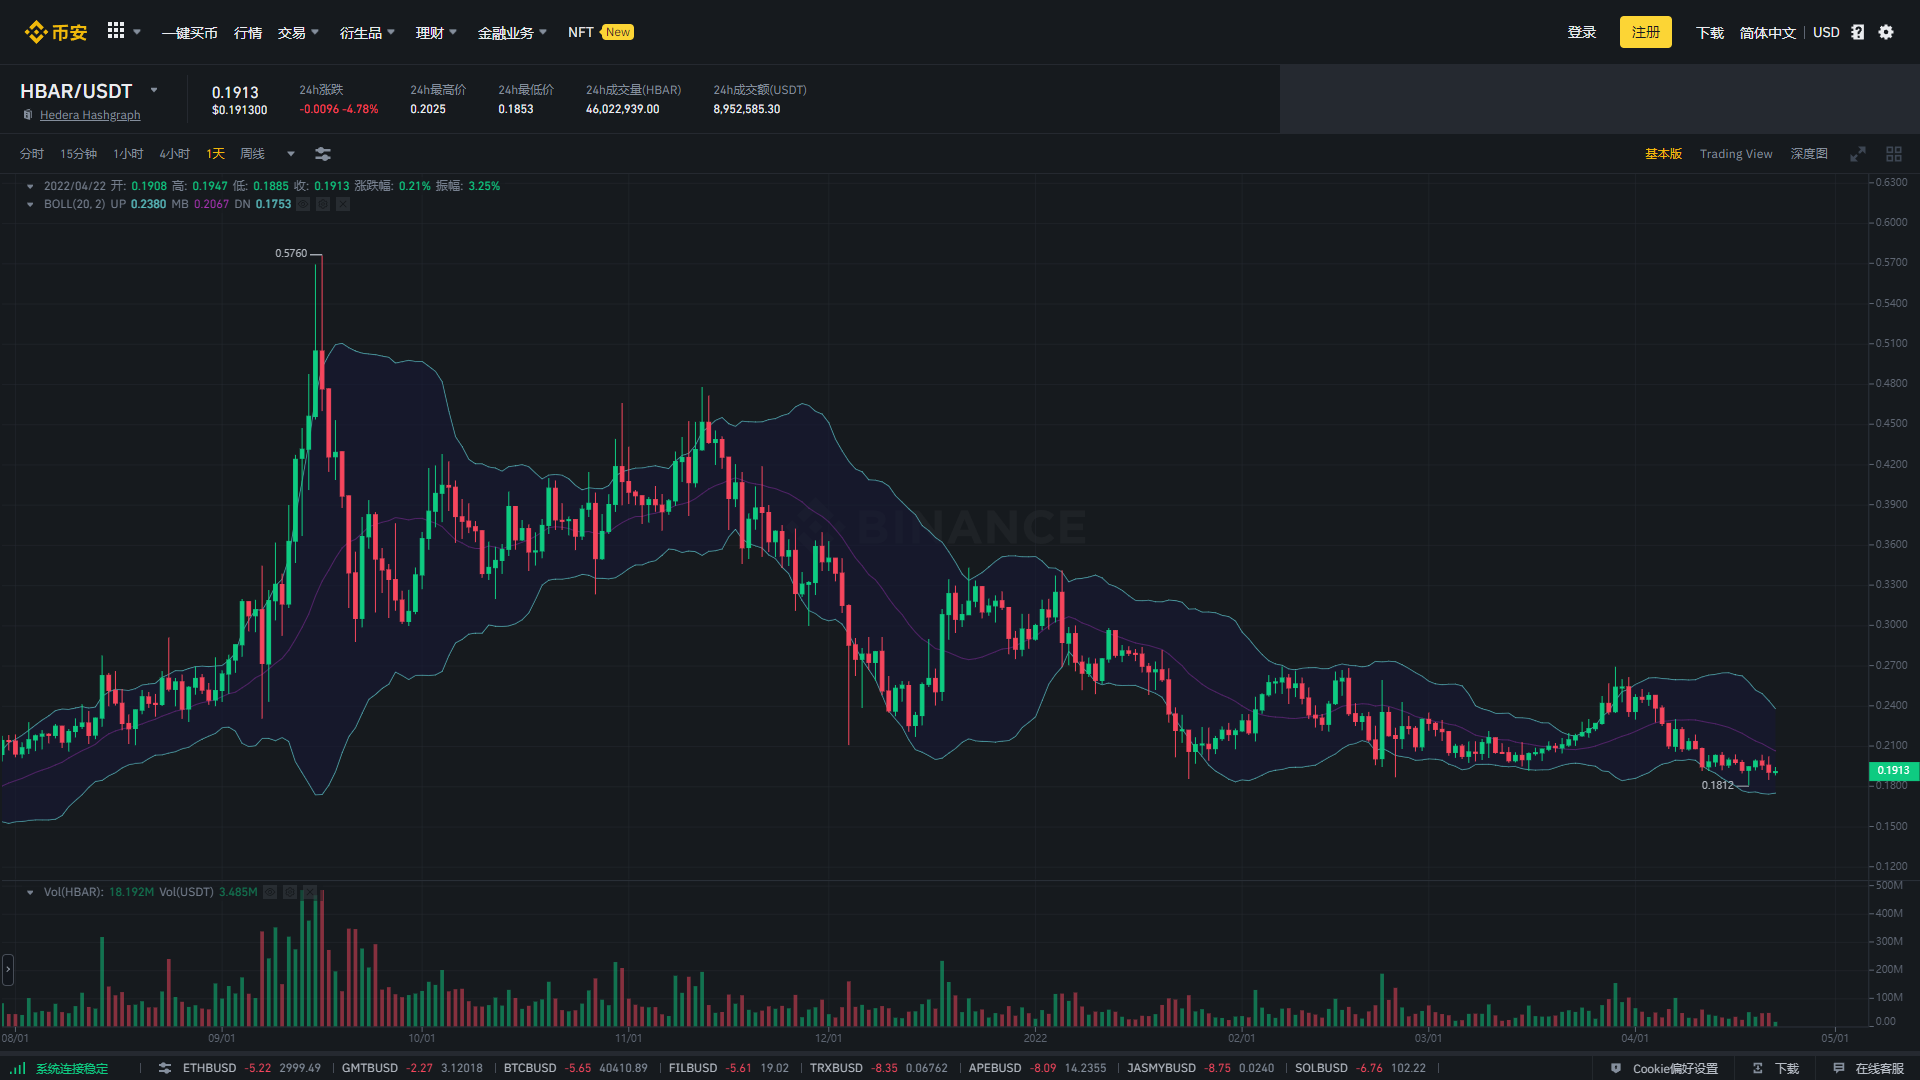 币安 一键买币 行情 交易 衍生品 理财 金融业务 NFT New 登录 注册 下载 简体中文 USD
HBAR/USDT 0.1913 24h涨跌 24h最高价 24h最低价 24h成交量(HBAR) 24h成交额(USDT)
Hedera Hashgraph $0.191300 -0.0096 -4.78% 0.2025 0.1853 46,022,939.00 8,952,585.30
分时 15分钟 1小时 4小时 1天 周线 基本版 Trading View 深度图
2022/04/22 开: 0.1908 高: 0.1947 低: 0.1885 收: 0.1913 涨跌幅: 0.21% 振幅: 3.25%
BOLL(20, 2) UP 0.2380 MB 0.2067 DN 0.1753
0.6300
0.6000
0.5760
0.5700
0.5400
0.5100
0.4800
0.4500
0.4200
0.3900
BINANCE
0.3600
0.3300
0.3000
0.2700
0.2400
0.2100
0.1913
0.1812
0.1800
0.1500
0.1200
Vol(HBAR): 18.192M Vol(USDT) 3.485M
500M
400M
300M
200M
100M
0.00
08/01 09/01 10/01 11/01 12/01 2022 02/01 03/01 04/01 05/01
系统连接稳定 ETHBUSD -5.22 2999.49 GMTBUSD -2.27 3.12018 BTCBUSD -5.65 40410.89 FILBUSD -5.61 19.02 TRXBUSD -8.35 0.06762 APEBUSD -8.09 14.2355 JASMYBUSD -8.75 0.0240 SOLBUSD -6.76 102.22 Cookie偏好设置 下载 在线客服